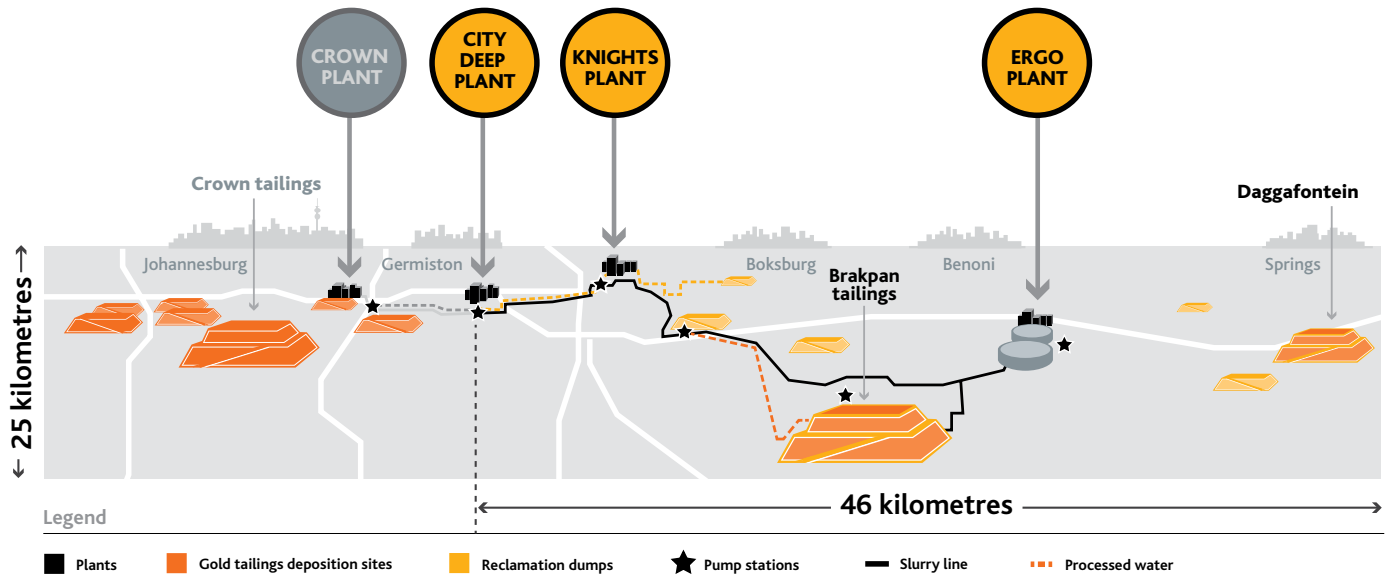 CROWN
PLANT
CITY
DEEP
PLANT
KNIGHTS
PLANT
ERGO
PLANT
Crown tailings
Daggafontein
Johannesburg
Germiston
Boksburg
Benoni
Springs
Brakpan
tailings
25 kilometres
46 kilometres
Legend
Plants
Gold tailings deposition sites
Reclamation dumps
Pump stations
Slurry line
Processed water